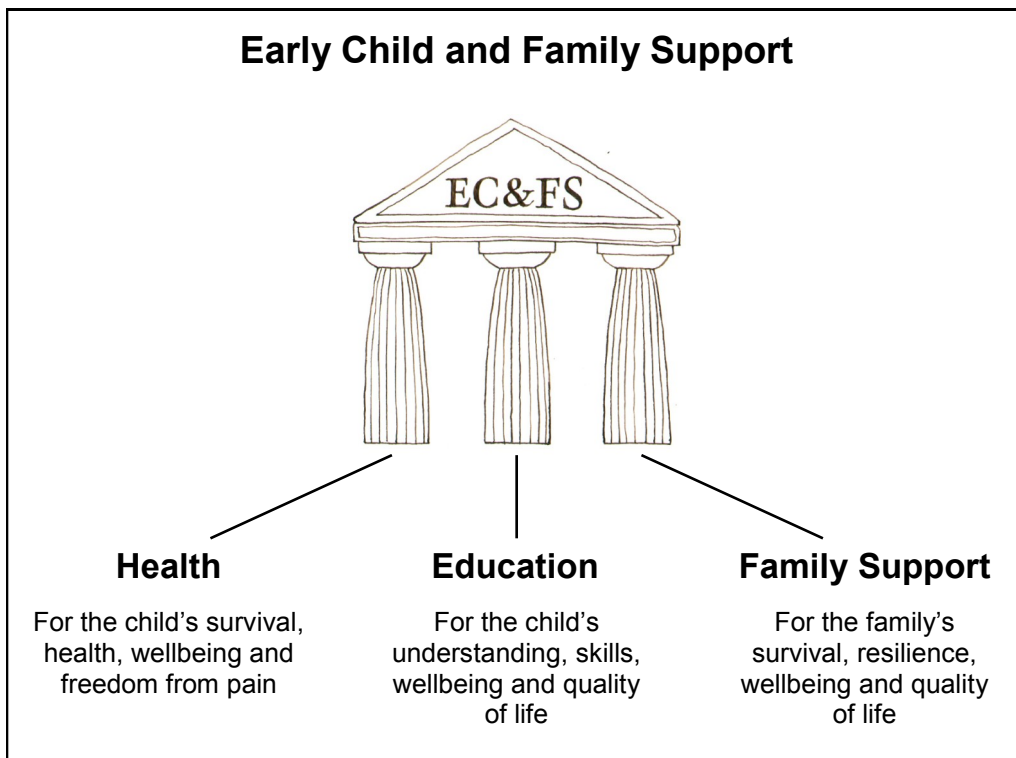 Early Child and Family Support
EC&FS
Health
For the child’s survival,
health, wellbeing and
freedom from pain
Education
For the child’s
understanding, skills,
wellbeing and quality
of life
Family Support
For the family’s
survival, resilience,
wellbeing and quality
of life